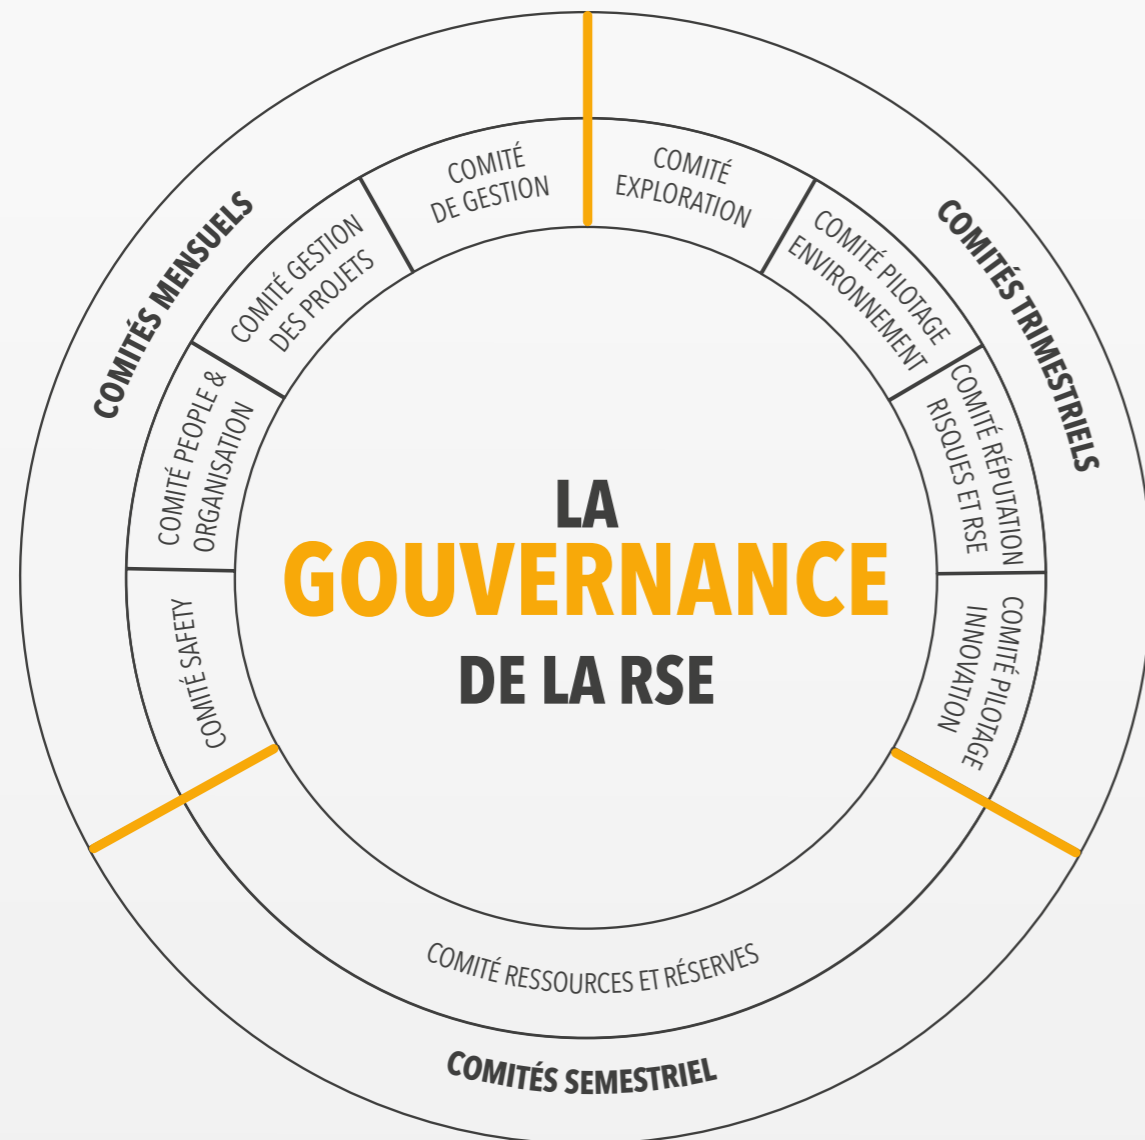 LA
GOUVERNANCE
DE LA RSE
COMITÉS MENSUELS
COMITÉ
DE GESTION
COMITÉ GESTION
DES PROJETS
COMITÉ PEOPLE &
ORGANISATION
COMITÉ SAFETY
COMITÉS TRIMESTRIELS
COMITÉ
EXPLORATION
COMITÉ PILOTAGE
ENVIRONNEMENT
COMITÉ RÉPUTATION
RISQUES ET RSE
COMITÉ PILOTAGE
INNOVATION
COMITÉ RESSOURCES ET RÉSERVES
COMITÉS SEMESTRIEL